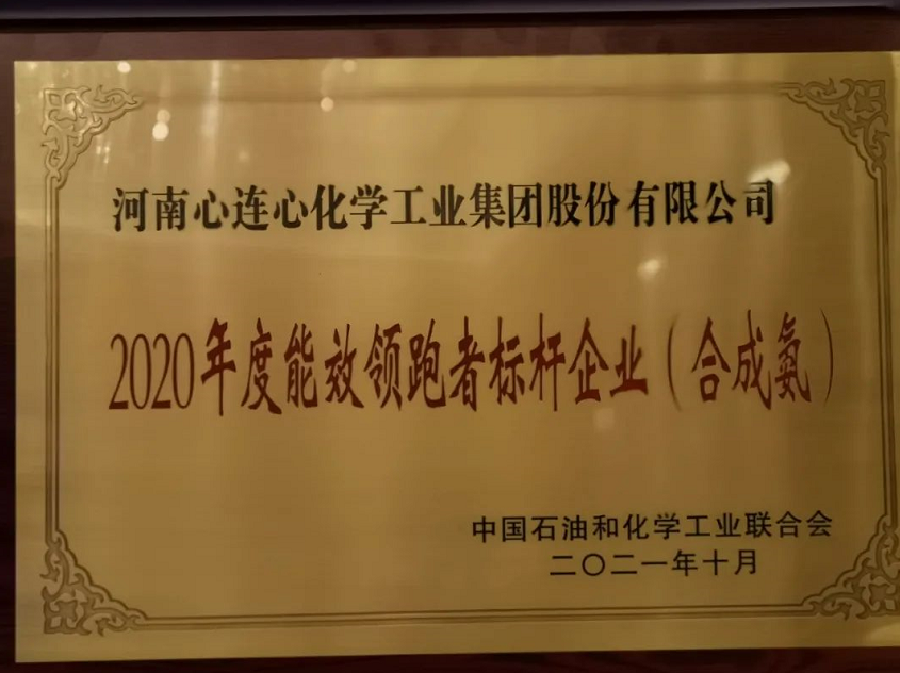 河南心连心化学工业集团股份有限公司
2020年度能效领跑者标杆企业（合成氨）
中国石油和化学工业联合会
二〇二一年十月